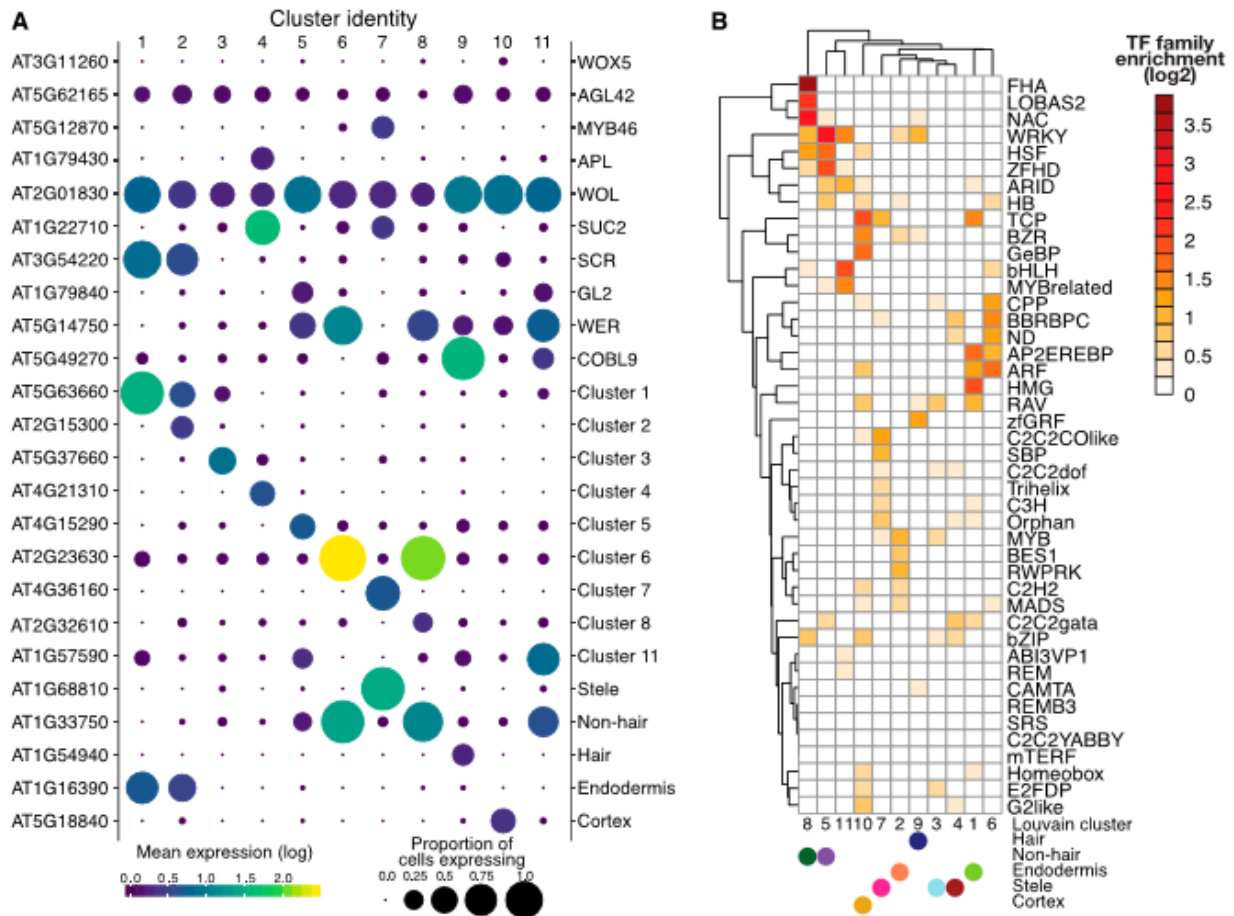 A
Cluster identity
1 2 3 4 5 6 7 8 9 10 11
AT3G11260 WOX5
AT5G62165 AGL42
AT5G12870 MYB46
AT1G79430 APL
AT2G01830 WOL
AT1G22710 SUC2
AT3G54220 SCR
AT1G79840 GL2
AT5G14750 WER
AT5G49270 COBL9
AT5G63660 Cluster 1
AT2G15300 Cluster 2
AT5G37660 Cluster 3
AT4G21310 Cluster 4
AT4G15290 Cluster 5
AT2G23630 Cluster 6
AT4G36160 Cluster 7
AT2G32610 Cluster 8
AT1G57590 Cluster 11
AT1G68810 Stele
AT1G33750 Non-hair
AT1G54940 Hair
AT1G16390 Endodermis
AT5G18840 Cortex
Mean expression (log)
0.0 0.5 1.0 1.5 2.0
Proportion of
cells expressing
0.0 0.25 0.5 0.75 1.0
B
TF family
enrichment
(log2)
3.5
3
2.5
2
1.5
1
0.5
0
FHA
LOBAS2
NAC
WRKY
HSF
ZFHD
ARID
HB
TCP
BZR
GeBP
bHLH
MYBrelated
CPP
BBRBPC
ND
AP2EREBP
ARF
HMG
RAV
zfGRF
C2C2COlike
SBP
C2C2dof
Trihelix
C3H
Orphan
MYB
BES1
RWPRK
C2H2
MADS
C2C2gata
bZIP
ABI3VP1
REM
CAMTA
REMB3
SRS
C2C2YABBY
mTERF
Homeobox
E2FDP
G2like
8 5 11 10 7 2 9 3 4 1 6 Louvain cluster
Hair
Non-hair
Endodermis
Stele
Cortex